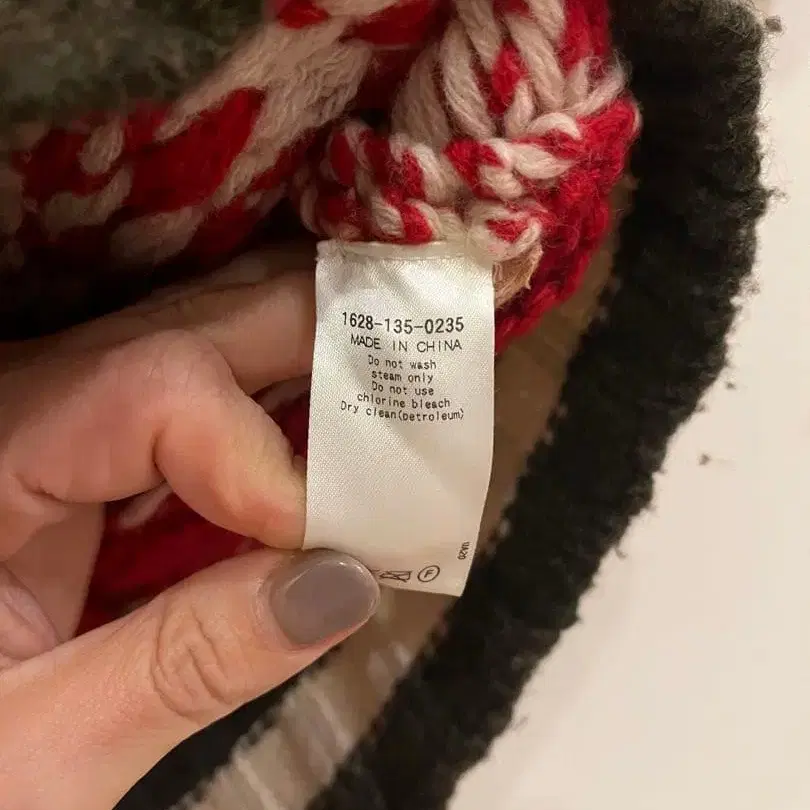 1628-135-0235
MADE IN CHINA
Do not wash
steam only
Do not use
chlorine bleach
Dry clean(petroleum)
F